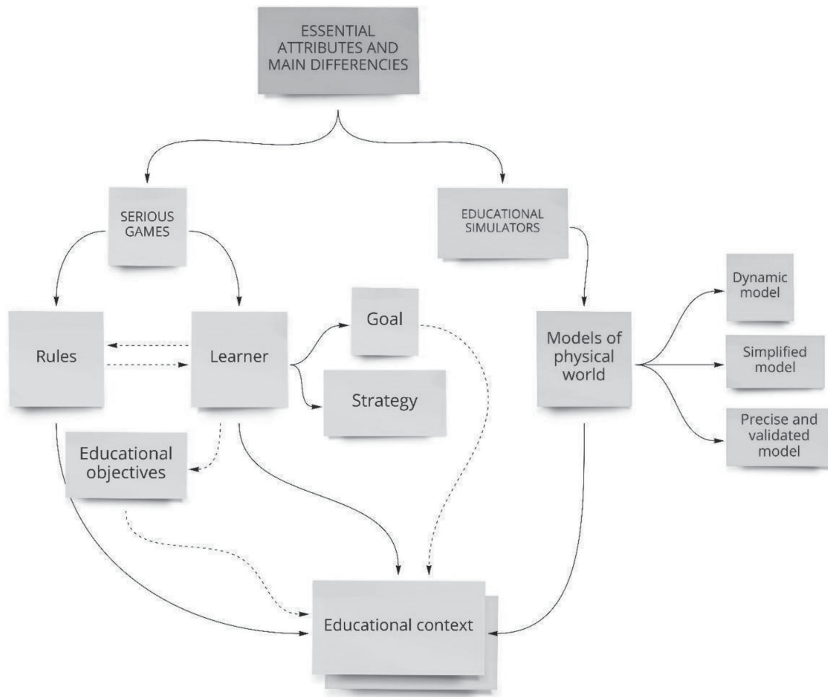 ESSENTIAL
ATTRIBUTES AND
MAIN DIFFERENCIES
SERIOUS
GAMES
EDUCATIONAL
SIMULATORS
Rules
Learner
Goal
Strategy
Models of
physical
world
Dynamic
model
Simplified
model
Precise and
validated
model
Educational
objectives
Educational context